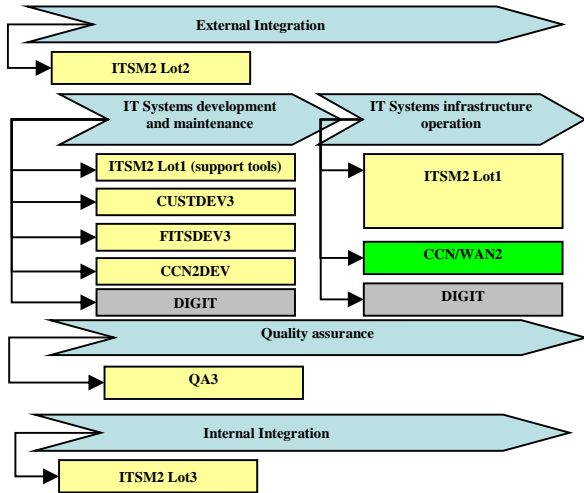 External Integration
ITSM2 Lot2
IT Systems development
and maintenance
ITSM2 Lot1 (support tools)
CUSTDEV3
FITSDEV3
CCN2DEV
DIGIT
IT Systems infrastructure
operation
ITSM2 Lot1
CCN/WAN2
DIGIT
Quality assurance
QA3
Internal Integration
ITSM2 Lot3